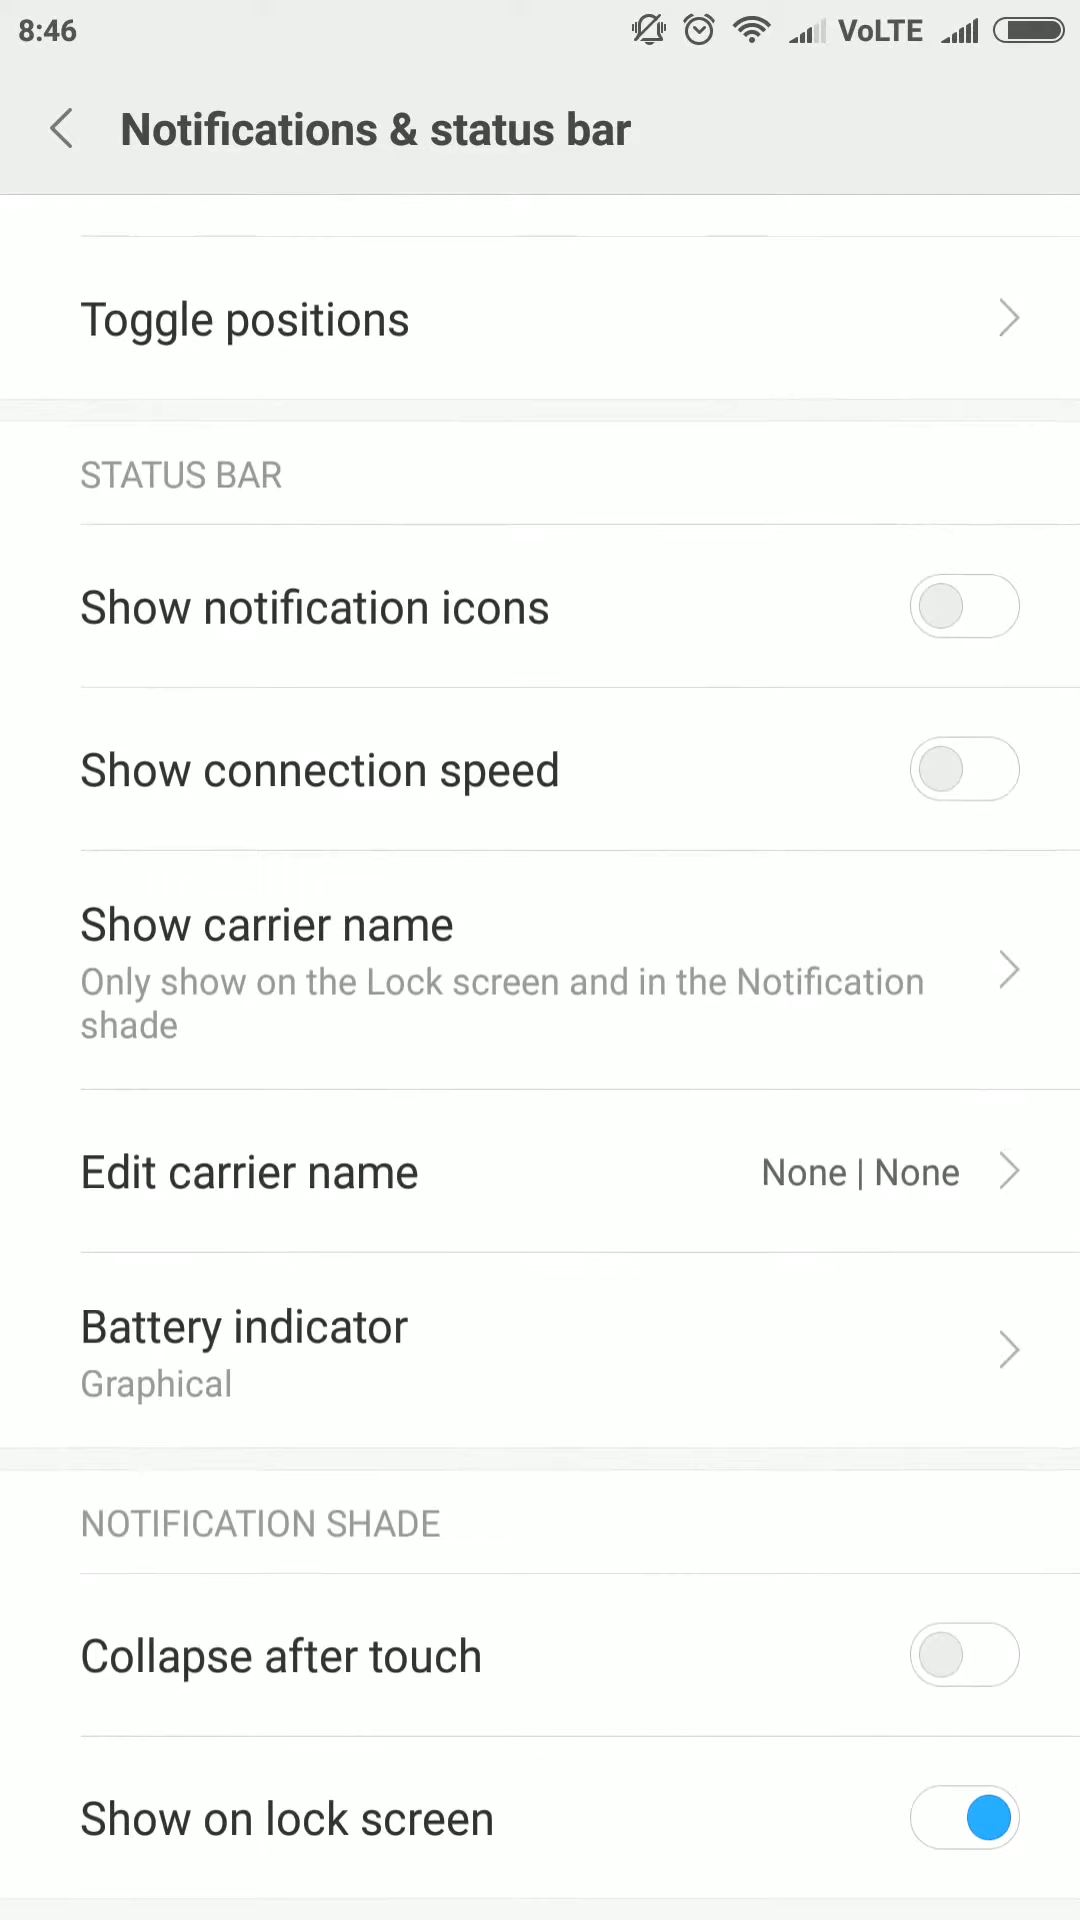 8:46 VoLTE
Notifications & status bar
Toggle positions
STATUS BAR
Show notification icons
Show connection speed
Show carrier name
Only show on the Lock screen and in the Notification
shade
Edit carrier name None | None
Battery indicator
Graphical
NOTIFICATION SHADE
Collapse after touch
Show on lock screen